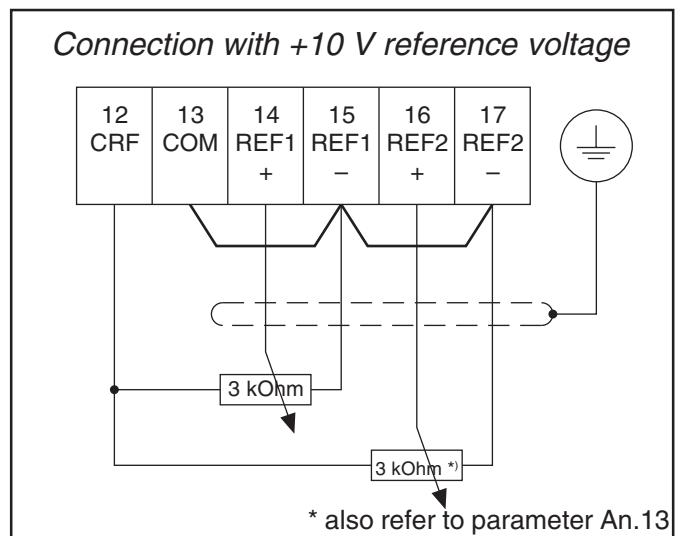 Connection with +10 V reference voltage
12 13 14 15 16 17
CRF COM REF1 REF1 REF2 REF2
+ – + –
3 kOhm
3 kOhm *)
* also refer to parameter An.13